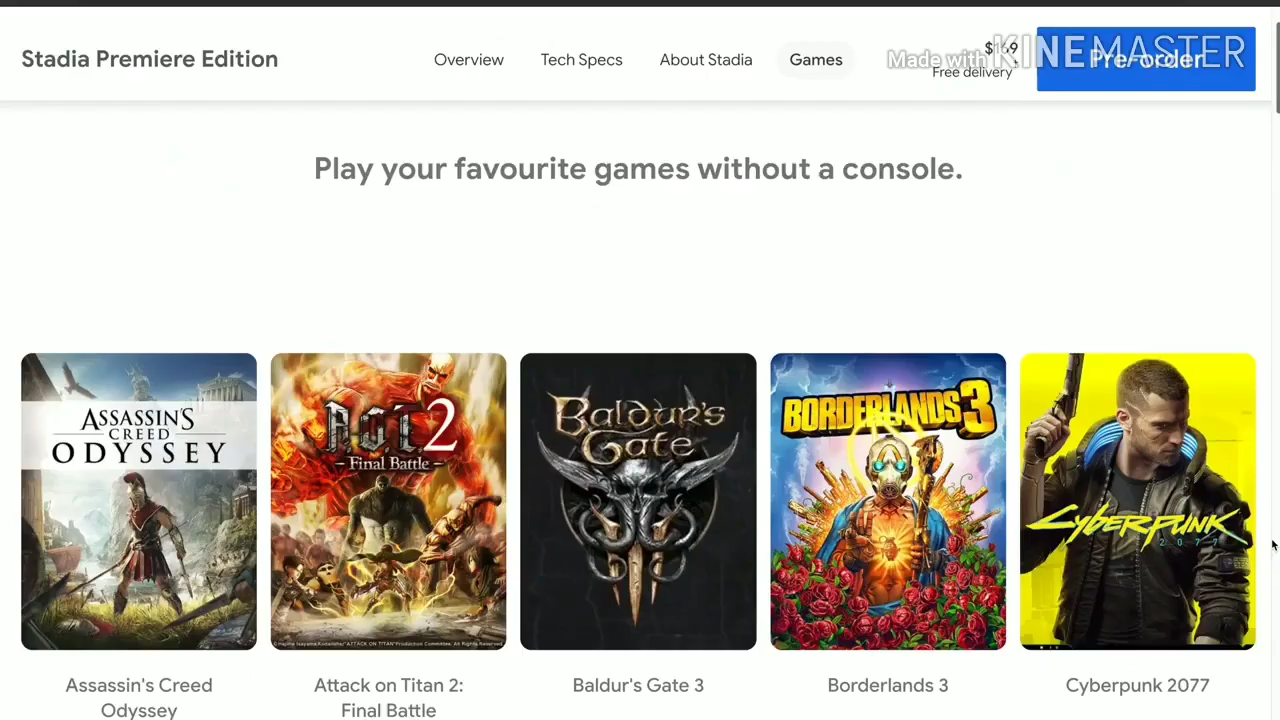 Stadia Premiere Edition
Overview
Tech Specs
About Stadia
Games
$169
Free delivery
Pre-order
Made with KINEMASTER
Play your favourite games without a console.
ASSASSIN'S
CREED
ODYSSEY
A.O.T. 2
Final Battle
BALDUR'S
GATE
BORDERLANDS 3
CYBERPUNK
2077
Assassin's Creed
Odyssey
Attack on Titan 2:
Final Battle
Baldur's Gate 3
Borderlands 3
Cyberpunk 2077